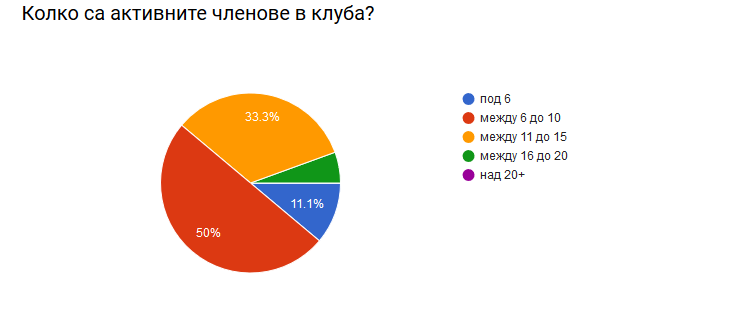 Колко са активните членове в клуба?
33.3%
11.1%
50%
под 6
между 6 до 10
между 11 до 15
между 16 до 20
над 20+